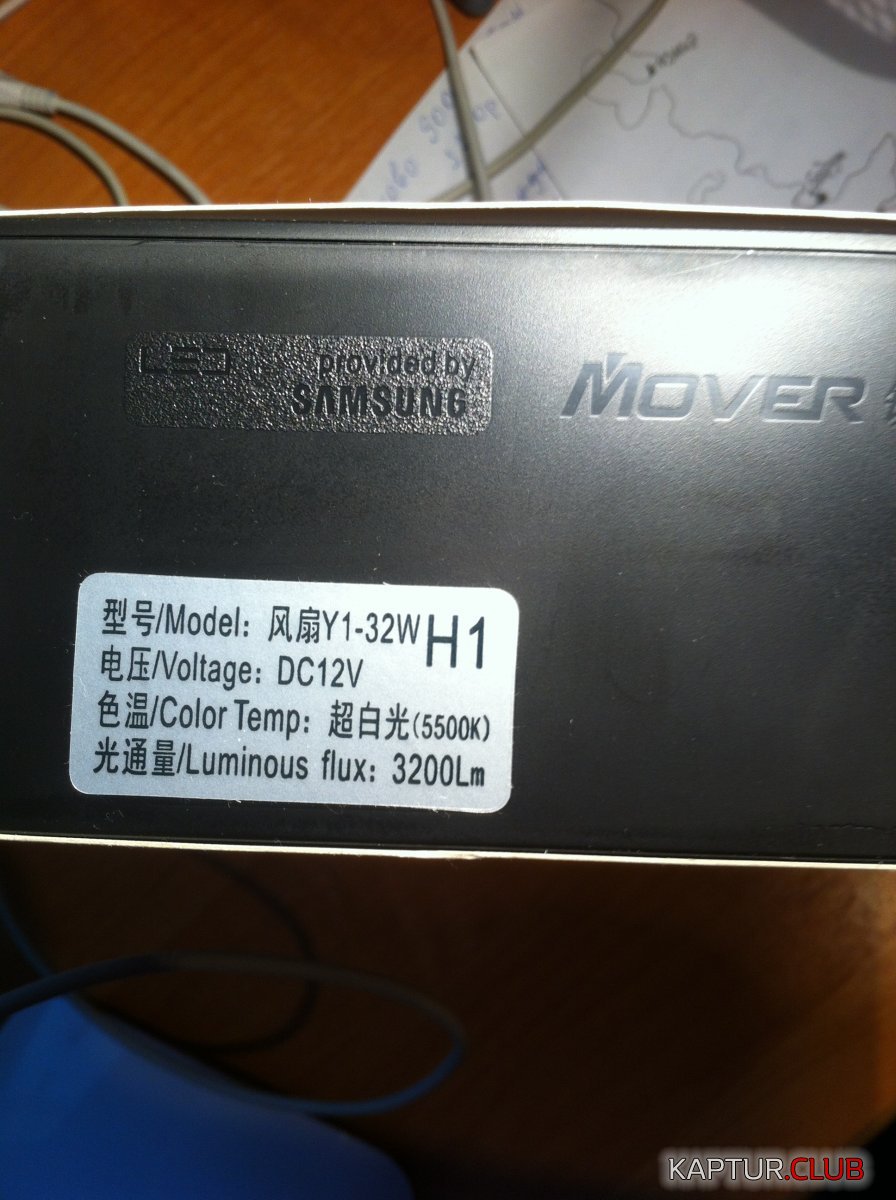 LED provided by
SAMSUNG
MOVER
型号/Model: 风扇Y1-32W H1
电压/Voltage: DC12V
色温/Color Temp: 超白光(5500K)
光通量/Luminous flux: 3200Lm
KAPTUR.CLUB